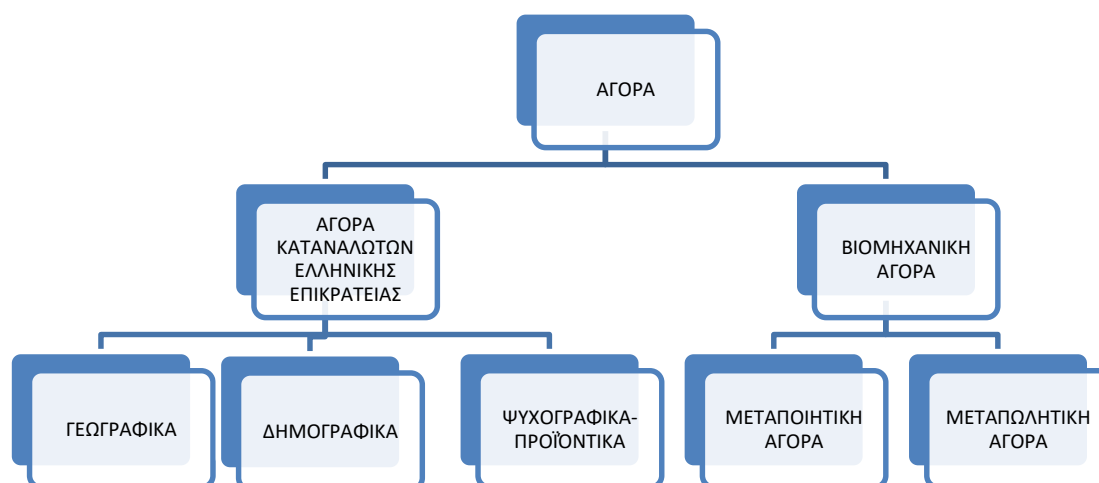 ΑΓΟΡΑ
ΑΓΟΡΑ
ΚΑΤΑΝΑΛΩΤΩΝ
ΕΛΛΗΝΙΚΗΣ
ΕΠΙΚΡΑΤΕΙΑΣ
ΒΙΟΜΗΧΑΝΙΚΗ
ΑΓΟΡΑ
ΓΕΩΓΡΑΦΙΚΑ
ΔΗΜΟΓΡΑΦΙΚΑ
ΨΥΧΟΓΡΑΦΙΚΑ-
ΠΡΟΪΟΝΤΙΚΑ
ΜΕΤΑΠΟΙΗΤΙΚΗ
ΑΓΟΡΑ
ΜΕΤΑΠΩΛΗΤΙΚΗ
ΑΓΟΡΑ